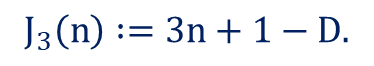 J₃(n) := 3n + 1 − D.